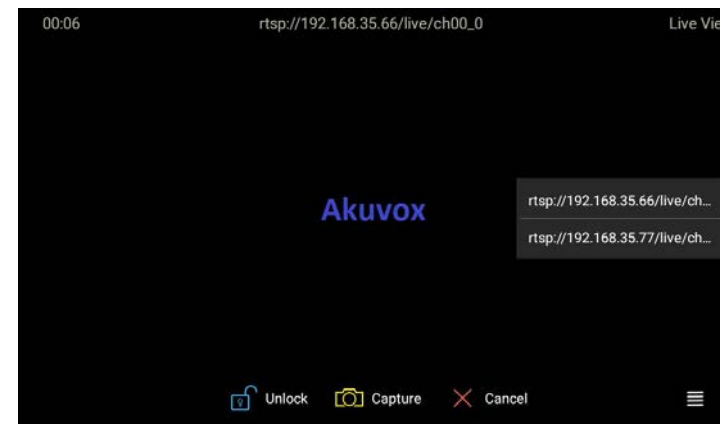 00:06 rtsp://192.168.35.66/live/ch00_0 Live Vie
Akuvox
rtsp://192.168.35.66/live/ch...
rtsp://192.168.35.77/live/ch...
Unlock Capture Cancel